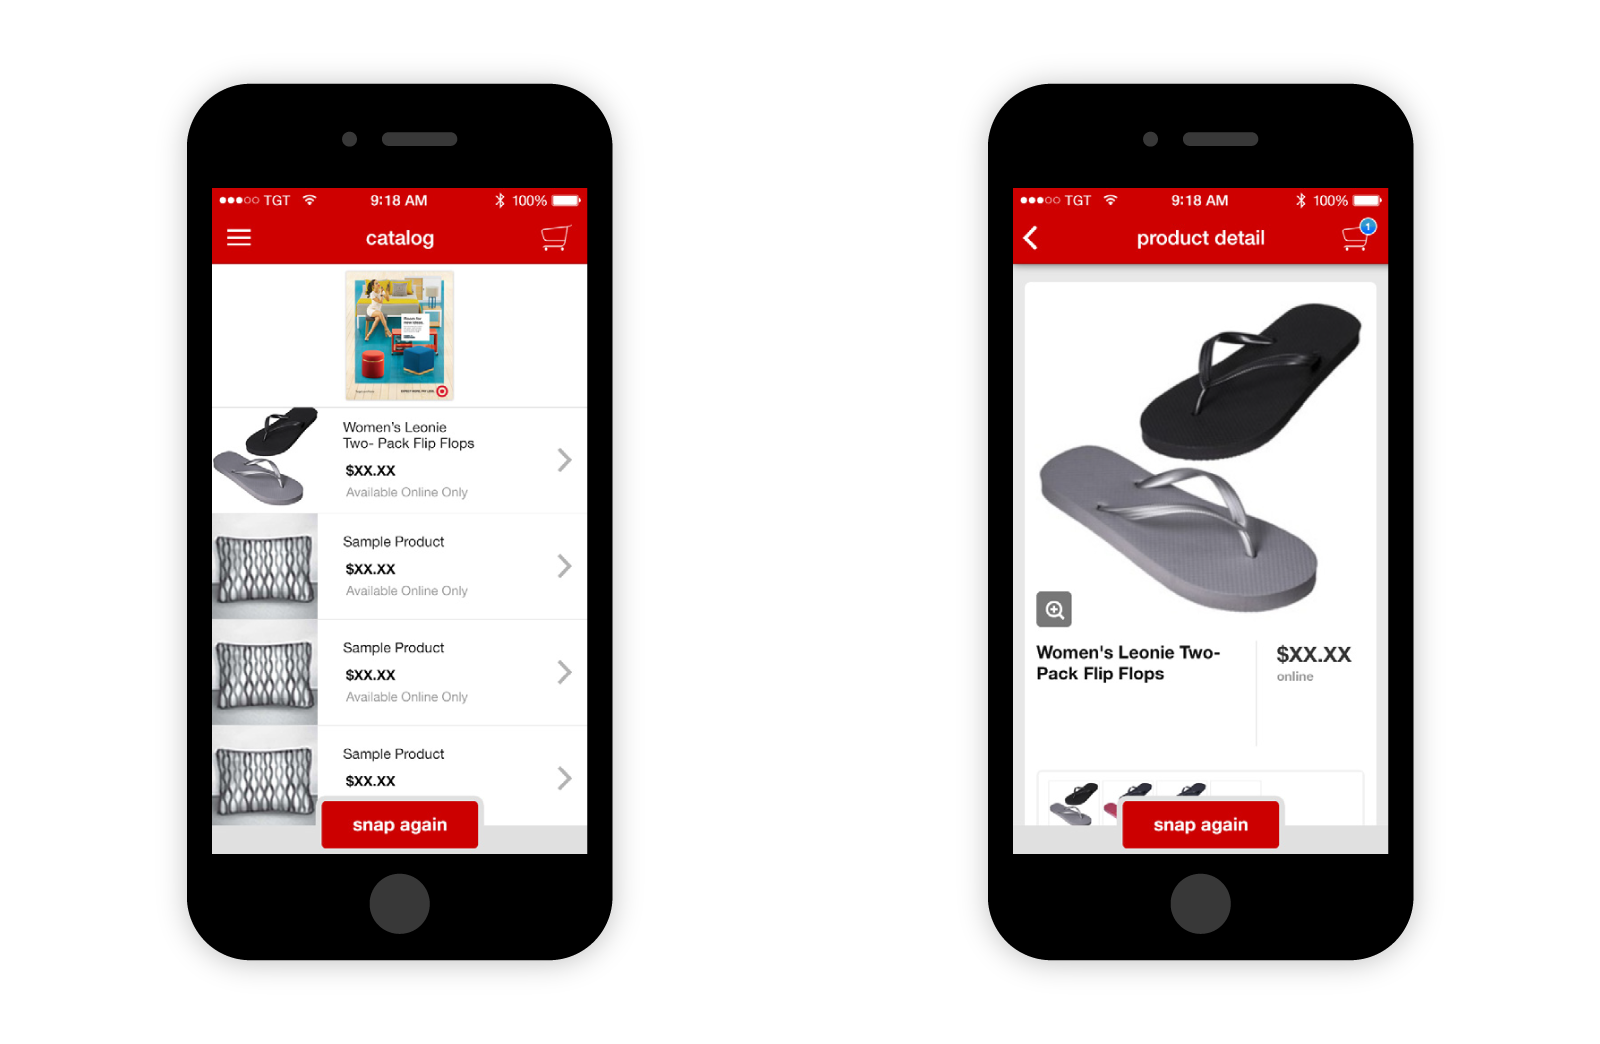 TGT
9:18 AM
100%
catalog
Women's Leonie
Two- Pack Flip Flops
$XX.XX
Available Online Only
Sample Product
$XX.XX
Available Online Only
Sample Product
$XX.XX
Available Online Only
Sample Product
$XX.XX
snap again
TGT
9:18 AM
100%
product detail
1
Women's Leonie Two-
Pack Flip Flops
$XX.XX
online
snap again